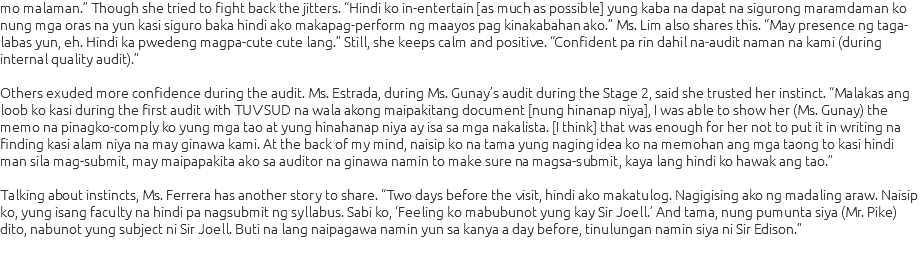 mo malaman.” Though she tried to fight back the jitters. “Hindi ko in-entertain [as much as possible] yung kaba na dapat na sigurong maramdaman ko
nung mga oras na yun kasi siguro baka hindi ako makapag-perform ng maayos pag kinakabahan ako.” Ms. Lim also shares this. “May presence ng taga-
labas yun, eh. Hindi ka pwedeng magpa-cute cute lang.” Still, she keeps calm and positive. “Confident pa rin dahil na-audit naman na kami (during
internal quality audit).”
Others exuded more confidence during the audit. Ms. Estrada, during Ms. Gunay’s audit during the Stage 2, said she trusted her instinct. “Malakas ang
loob ko kasi during the first audit with TUV SUD na wala akong maipakitang document [nung hinanap niya], I was able to show her (Ms. Gunay) the
memo na pinagko-comply ko yung mga tao at yung hinahanap niya ay isa sa mga nakalista. [I think] that was enough for her not to put it in writing na
finding kasi alam niya na may ginawa kami. At the back of my mind, naisip ko na tama yung naging idea ko na memohan ang mga taong to kasi hindi
man sila mag-submit, may maipapakita ako sa auditor na ginawa namin to make sure na magsa-submit, kaya lang hindi ko hawak ang tao.”
Talking about instincts, Ms. Ferrera has another story to share. “Two days before the visit, hindi ako makatulog. Nagigising ako ng madaling araw. Naisip
ko, yung isang faculty na hindi pa nagsubmit ng syllabus. Sabi ko, ‘Feeling ko mabubunot yung kay Sir Joell.’ And tama, nung pumunta siya (Mr. Pike)
dito, nabunot yung subject ni Sir Joell. Buti na lang naipagawa namin yun sa kanya a day before, tinulungan namin siya ni Sir Edison.”